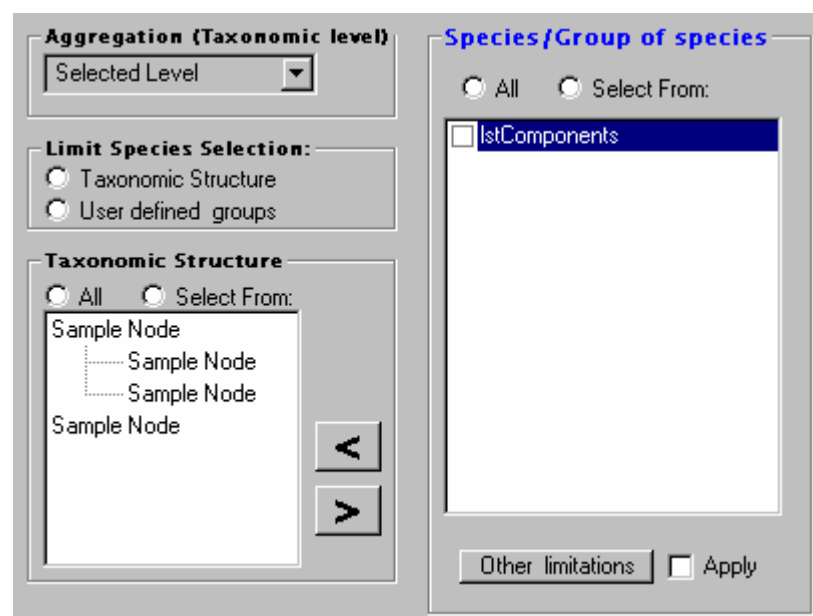 Aggregation (Taxonomic level)
Selected Level
Limit Species Selection:
Taxonomic Structure
User defined groups
Taxonomic Structure
All Select From:
Sample Node
Sample Node
Sample Node
Sample Node
<
>
Species/Group of species
All Select From:
lstComponents
Other limitations Apply